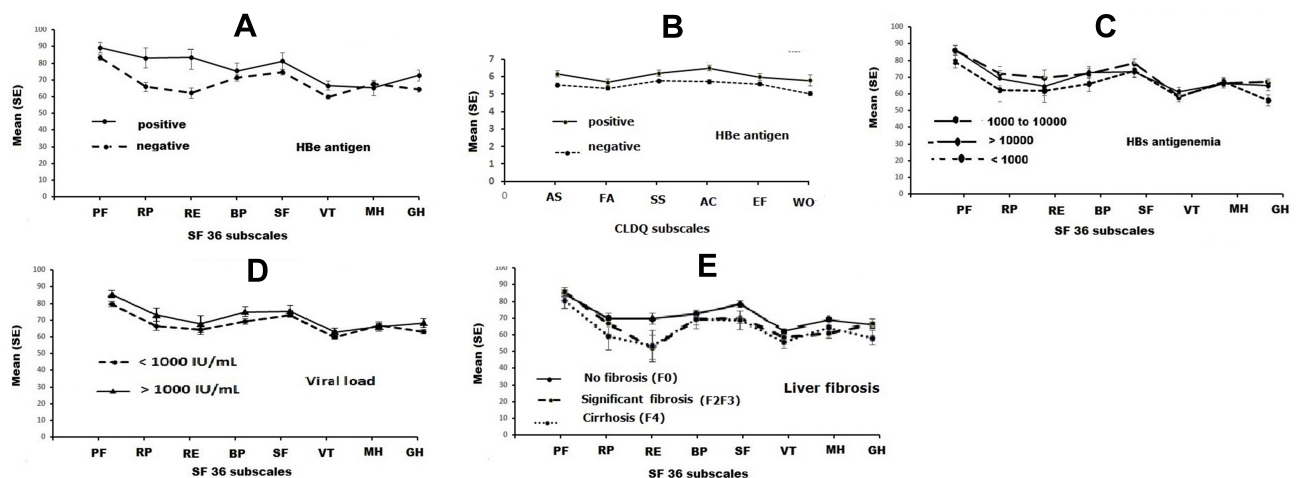 A
100
90
80
70
60
50
40
30
20
10
0
Mean (SE)
positive
negative
HBe antigen
PF RP RE BP SF VT MH GH
SF 36 subscales
B
7
6
5
4
3
2
1
0
Mean (SE)
positive
negative
HBe antigen
0
AS FA SS AC EF WO
CLDQ subscales
C
100
90
80
70
60
50
40
30
20
10
0
Mean (SE)
1000 to 10000
> 10000
< 1000
HBs antigenemia
PF RP RE BP SF VT MH GH
SF 36 subscales
D
100
90
80
70
60
50
40
30
20
10
0
Mean (SE)
< 1000 IU/mL
> 1000 IU/mL
Viral load
PF RP RE BP SF VT MH GH
SF 36 subscales
E
100
90
80
70
60
50
40
30
20
10
0
Mean (SE)
No fibrosis (F0)
Significant fibrosis (F2F3)
Cirrhosis (F4)
Liver fibrosis
PF RP RE BP SF VT MH GH
SF 36 subscales